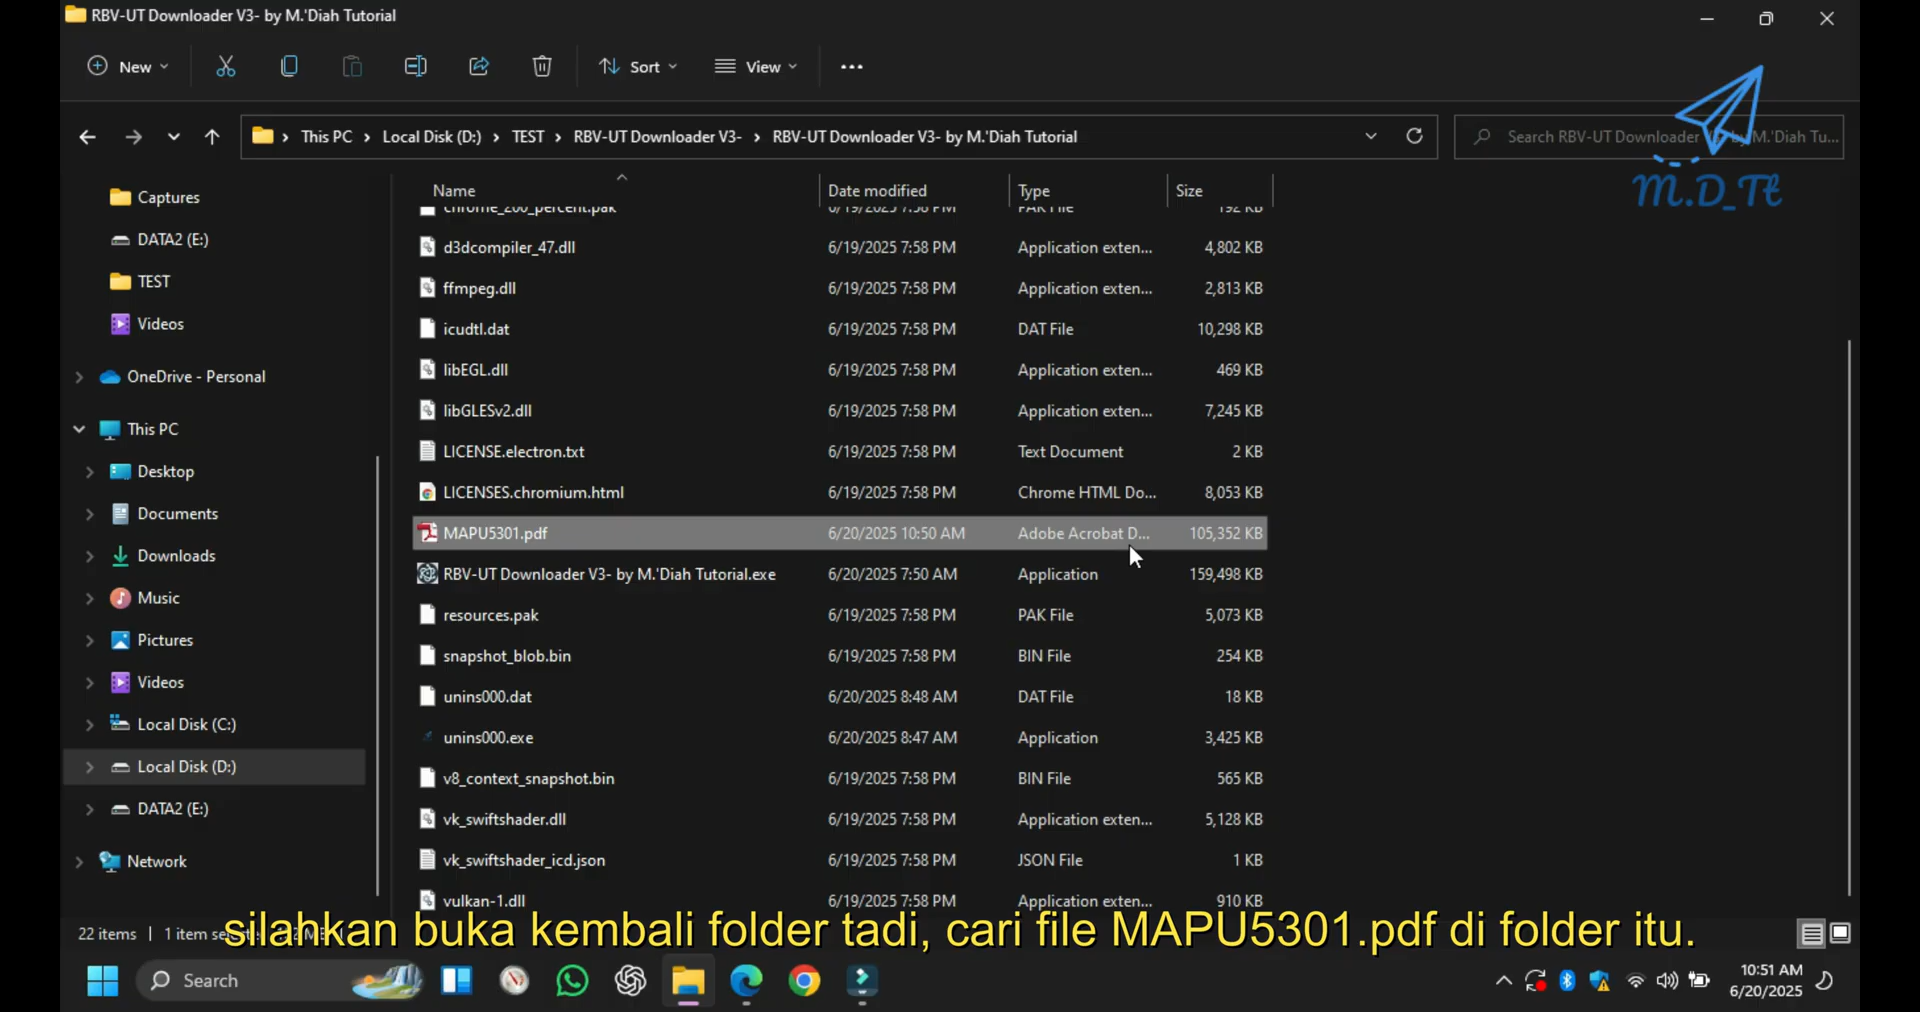 RBV-UT Downloader V3- by M.'Diah Tutorial
New
Sort
View
This PC > Local Disk (D:) > TEST > RBV-UT Downloader V3- > RBV-UT Downloader V3- by M.'Diah Tutorial
Search RBV-UT Downloader V3- by M.'Diah Tu...
M.D_Tt
Captures
DATA2 (E:)
TEST
Videos
OneDrive - Personal
This PC
Desktop
Documents
Downloads
Music
Pictures
Videos
Local Disk (C:)
Local Disk (D:)
DATA2 (E:)
Network
Name Date modified Type Size
chrome_200_percent.pak 6/19/2025 7:58 PM PAK File 192 KB
d3dcompiler_47.dll 6/19/2025 7:58 PM Application exten... 4,802 KB
ffmpeg.dll 6/19/2025 7:58 PM Application exten... 2,813 KB
icudtl.dat 6/19/2025 7:58 PM DAT File 10,298 KB
libEGL.dll 6/19/2025 7:58 PM Application exten... 469 KB
libGLESv2.dll 6/19/2025 7:58 PM Application exten... 7,245 KB
LICENSE.electron.txt 6/19/2025 7:58 PM Text Document 2 KB
LICENSES.chromium.html 6/19/2025 7:58 PM Chrome HTML Do... 8,053 KB
MAPU5301.pdf 6/20/2025 10:50 AM Adobe Acrobat D... 105,352 KB
RBV-UT Downloader V3- by M.'Diah Tutorial.exe 6/20/2025 7:50 AM Application 159,498 KB
resources.pak 6/19/2025 7:58 PM PAK File 5,073 KB
snapshot_blob.bin 6/19/2025 7:58 PM BIN File 254 KB
unins000.dat 6/20/2025 8:48 AM DAT File 18 KB
unins000.exe 6/20/2025 8:47 AM Application 3,425 KB
v8_context_snapshot.bin 6/19/2025 7:58 PM BIN File 565 KB
vk_swiftshader.dll 6/19/2025 7:58 PM Application exten... 5,128 KB
vk_swiftshader_icd.json 6/19/2025 7:58 PM JSON File 1 KB
vulkan-1.dll 6/19/2025 7:58 PM Application exten... 910 KB
22 items | 1 item
silahkan buka kembali folder tadi, cari file MAPU5301.pdf di folder itu.
Search
10:51 AM
6/20/2025